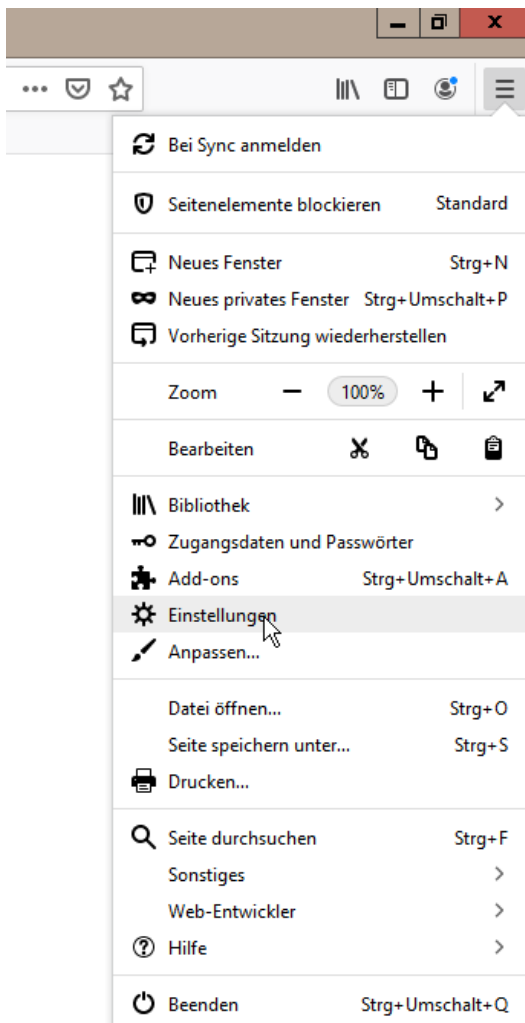 Bei Sync anmelden
Seitenelemente blockieren Standard
Neues Fenster Strg+N
Neues privates Fenster Strg+Umschalt+P
Vorherige Sitzung wiederherstellen
Zoom 100%
Bearbeiten
Bibliothek
Zugangsdaten und Passwörter
Add-ons Strg+Umschalt+A
Einstellungen
Anpassen...
Datei öffnen... Strg+O
Seite speichern unter... Strg+S
Drucken...
Seite durchsuchen Strg+F
Sonstiges
Web-Entwickler
Hilfe
Beenden Strg+Umschalt+Q